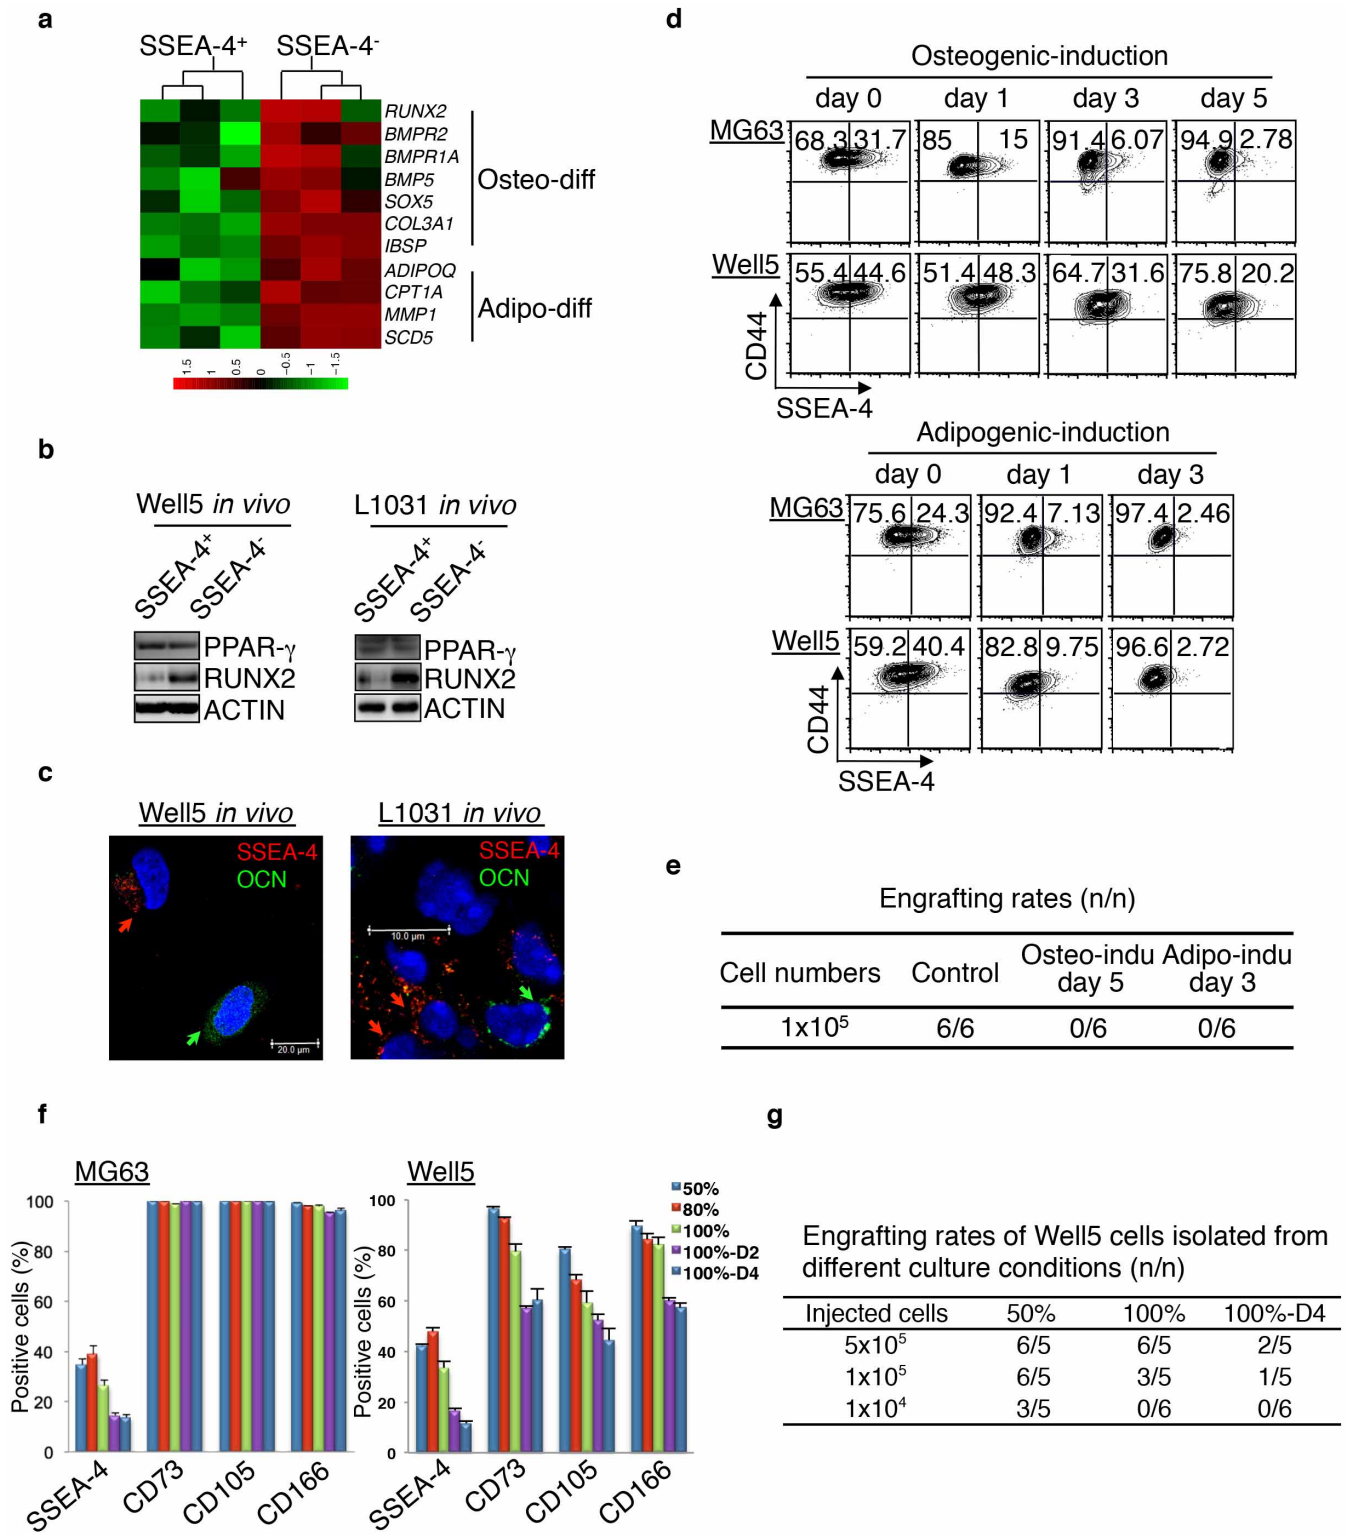 a
SSEA-4⁺ SSEA-4⁻
RUNX2
BMPR2
BMPR1A
BMP5
SOX5
COL3A1
IBSP
Osteo-diff
ADIPOQ
CPT1A
MMP1
SCD5
Adipo-diff
1.5 1 0.5 0 −0.5 −1 −1.5
b
Well5 in vivo
SSEA-4⁺ SSEA-4⁻
PPAR-γ
RUNX2
ACTIN
L1031 in vivo
SSEA-4⁺ SSEA-4⁻
PPAR-γ
RUNX2
ACTIN
c
Well5 in vivo
SSEA-4
OCN
20.0 µm
L1031 in vivo
SSEA-4
OCN
10.0 µm
d
Osteogenic-induction
day 0 day 1 day 3 day 5
MG63
68.3 31.7 85 15 91.4 6.07 94.9 2.78
Well5
55.4 44.6 51.4 48.3 64.7 31.6 75.8 20.2
CD44
SSEA-4
Adipogenic-induction
day 0 day 1 day 3
MG63
75.6 24.3 92.4 7.13 97.4 2.46
Well5
59.2 40.4 82.8 9.75 96.6 2.72
CD44
SSEA-4
e
Engrafting rates (n/n)
Cell numbers Control Osteo-indu day 5 Adipo-indu day 3
1x10⁵ 6/6 0/6 0/6
f
MG63
Positive cells (%)
100
80
60
40
20
0
SSEA-4 CD73 CD105 CD166
Well5
Positive cells (%)
100
80
60
40
20
0
SSEA-4 CD73 CD105 CD166
50%
80%
100%
100%-D2
100%-D4
g
Engrafting rates of Well5 cells isolated from
different culture conditions (n/n)
Injected cells 50% 100% 100%-D4
5x10⁵ 6/5 6/5 2/5
1x10⁵ 6/5 3/5 1/5
1x10⁴ 3/5 0/6 0/6